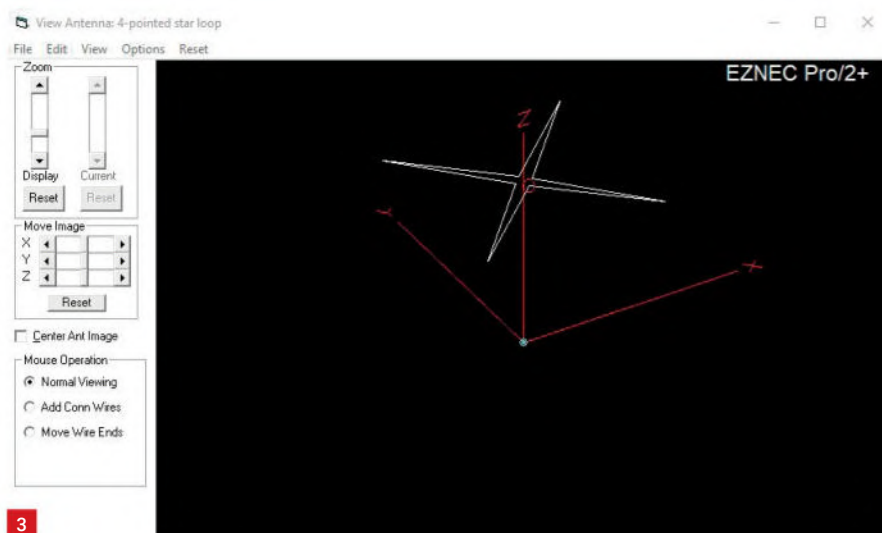 View Antenna: 4-pointed star loop
File Edit View Options Reset
EZNEC Pro/2+
Zoom
Display Current
Reset Reset
Move Image
X
Y
Z
Reset
Center Ant Image
Mouse Operation
Normal Viewing
Add Conn Wires
Move Wire Ends
Z
Y
X
3